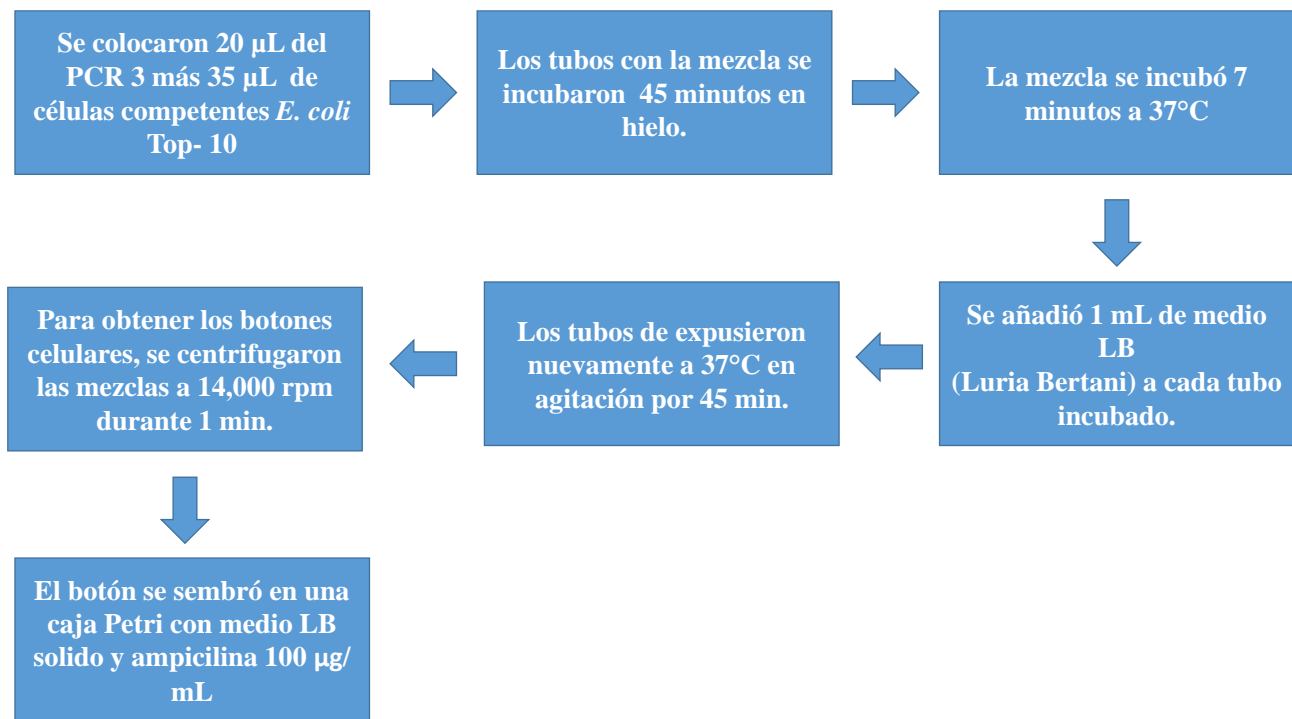 Se colocaron 20 µL del
PCR 3 más 35 µL de
células competentes E. coli
Top- 10
Los tubos con la mezcla se
incubaron 45 minutos en
hielo.
La mezcla se incubó 7
minutos a 37°C
Se añadió 1 mL de medio
LB
(Luria Bertani) a cada tubo
incubado.
Los tubos de expusieron
nuevamente a 37°C en
agitación por 45 min.
Para obtener los botones
celulares, se centrifugaron
las mezclas a 14,000 rpm
durante 1 min.
El botón se sembró en una
caja Petri con medio LB
solido y ampicilina 100 µg/
mL